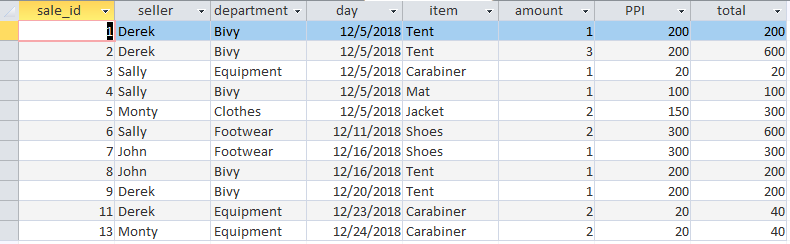 sale_id seller department day item amount PPI total
1 Derek Bivy 12/5/2018 Tent 1 200 200
2 Derek Bivy 12/5/2018 Tent 3 200 600
3 Sally Equipment 12/5/2018 Carabiner 1 20 20
4 Sally Bivy 12/5/2018 Mat 1 100 100
5 Monty Clothes 12/5/2018 Jacket 2 150 300
6 Sally Footwear 12/11/2018 Shoes 2 300 600
7 John Footwear 12/16/2018 Shoes 1 300 300
8 John Bivy 12/16/2018 Tent 1 200 200
9 Derek Bivy 12/20/2018 Tent 1 200 200
11 Derek Equipment 12/23/2018 Carabiner 2 20 40
13 Monty Equipment 12/24/2018 Carabiner 2 20 40